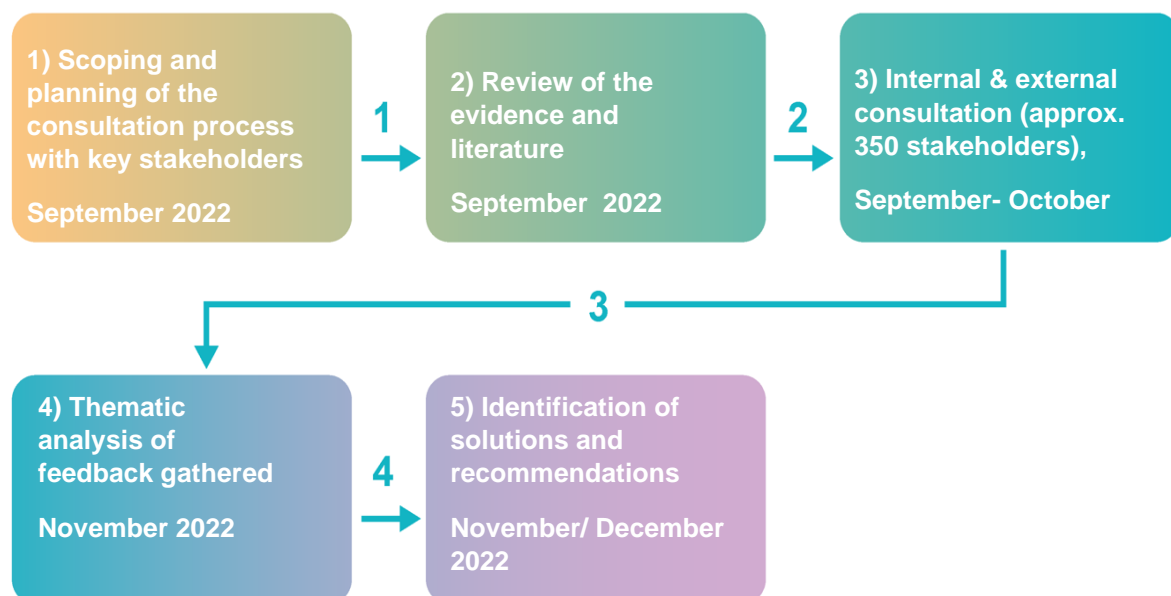 1) Scoping and
planning of the
consultation process
with key stakeholders
September 2022
1
2) Review of the
evidence and
literature
September 2022
2
3) Internal & external
consultation (approx.
350 stakeholders),
September- October
3
4) Thematic
analysis of
feedback gathered
November 2022
4
5) Identification of
solutions and
recommendations
November/ December
2022